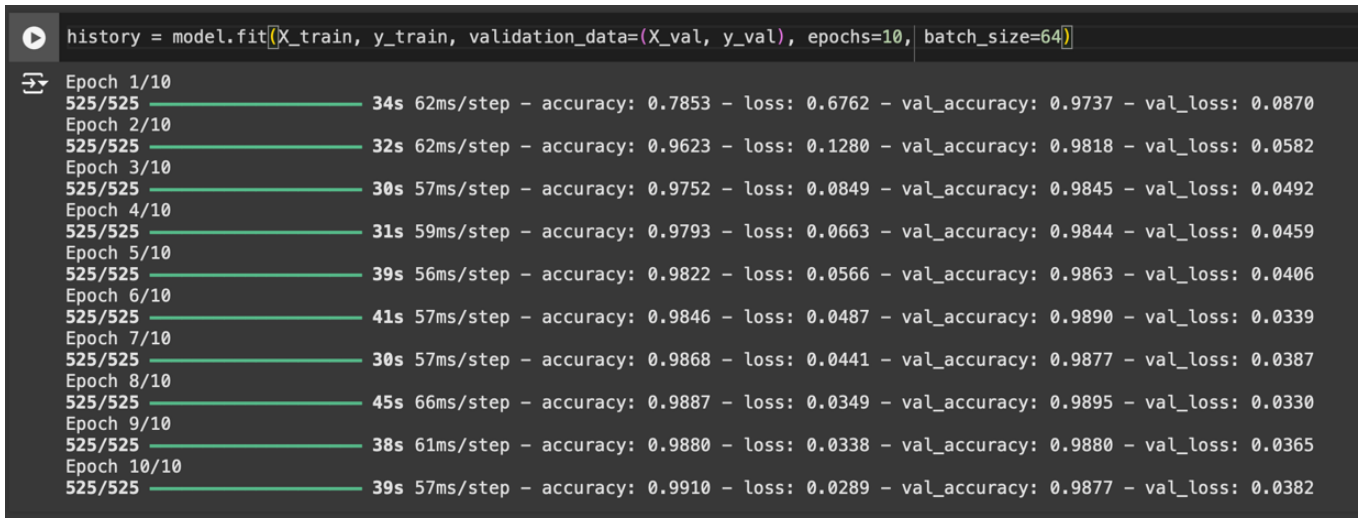 history = model.fit(X_train, y_train, validation_data=(X_val, y_val), epochs=10, batch_size=64)
Epoch 1/10
525/525 34s 62ms/step - accuracy: 0.7853 - loss: 0.6762 - val_accuracy: 0.9737 - val_loss: 0.0870
Epoch 2/10
525/525 32s 62ms/step - accuracy: 0.9623 - loss: 0.1280 - val_accuracy: 0.9818 - val_loss: 0.0582
Epoch 3/10
525/525 30s 57ms/step - accuracy: 0.9752 - loss: 0.0849 - val_accuracy: 0.9845 - val_loss: 0.0492
Epoch 4/10
525/525 31s 59ms/step - accuracy: 0.9793 - loss: 0.0663 - val_accuracy: 0.9844 - val_loss: 0.0459
Epoch 5/10
525/525 39s 56ms/step - accuracy: 0.9822 - loss: 0.0566 - val_accuracy: 0.9863 - val_loss: 0.0406
Epoch 6/10
525/525 41s 57ms/step - accuracy: 0.9846 - loss: 0.0487 - val_accuracy: 0.9890 - val_loss: 0.0339
Epoch 7/10
525/525 30s 57ms/step - accuracy: 0.9868 - loss: 0.0441 - val_accuracy: 0.9877 - val_loss: 0.0387
Epoch 8/10
525/525 45s 66ms/step - accuracy: 0.9887 - loss: 0.0349 - val_accuracy: 0.9895 - val_loss: 0.0330
Epoch 9/10
525/525 38s 61ms/step - accuracy: 0.9880 - loss: 0.0338 - val_accuracy: 0.9880 - val_loss: 0.0365
Epoch 10/10
525/525 39s 57ms/step - accuracy: 0.9910 - loss: 0.0289 - val_accuracy: 0.9877 - val_loss: 0.0382